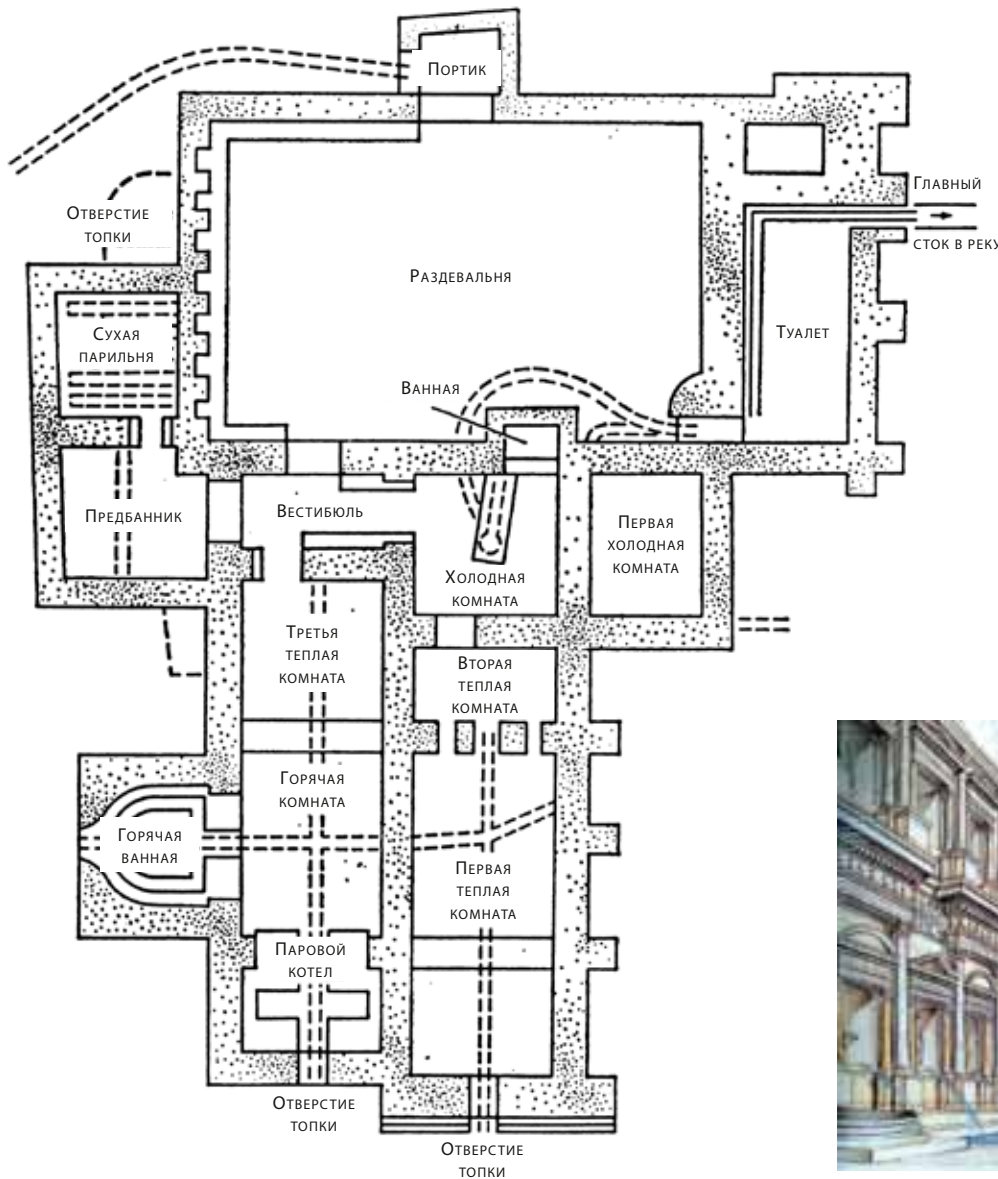 Портик
Главный
сток в реку
Отверстие
топки
Раздевальня
Сухая
парильня
Туалет
Ванная
Предбанник
Вестибюль
Первая
холодная
комната
Холодная
комната
Третья
теплая
комната
Вторая
теплая
комната
Горячая
комната
Горячая
ванная
Первая
теплая
комната
Паровой
котел
Отверстие
топки
Отверстие
топки